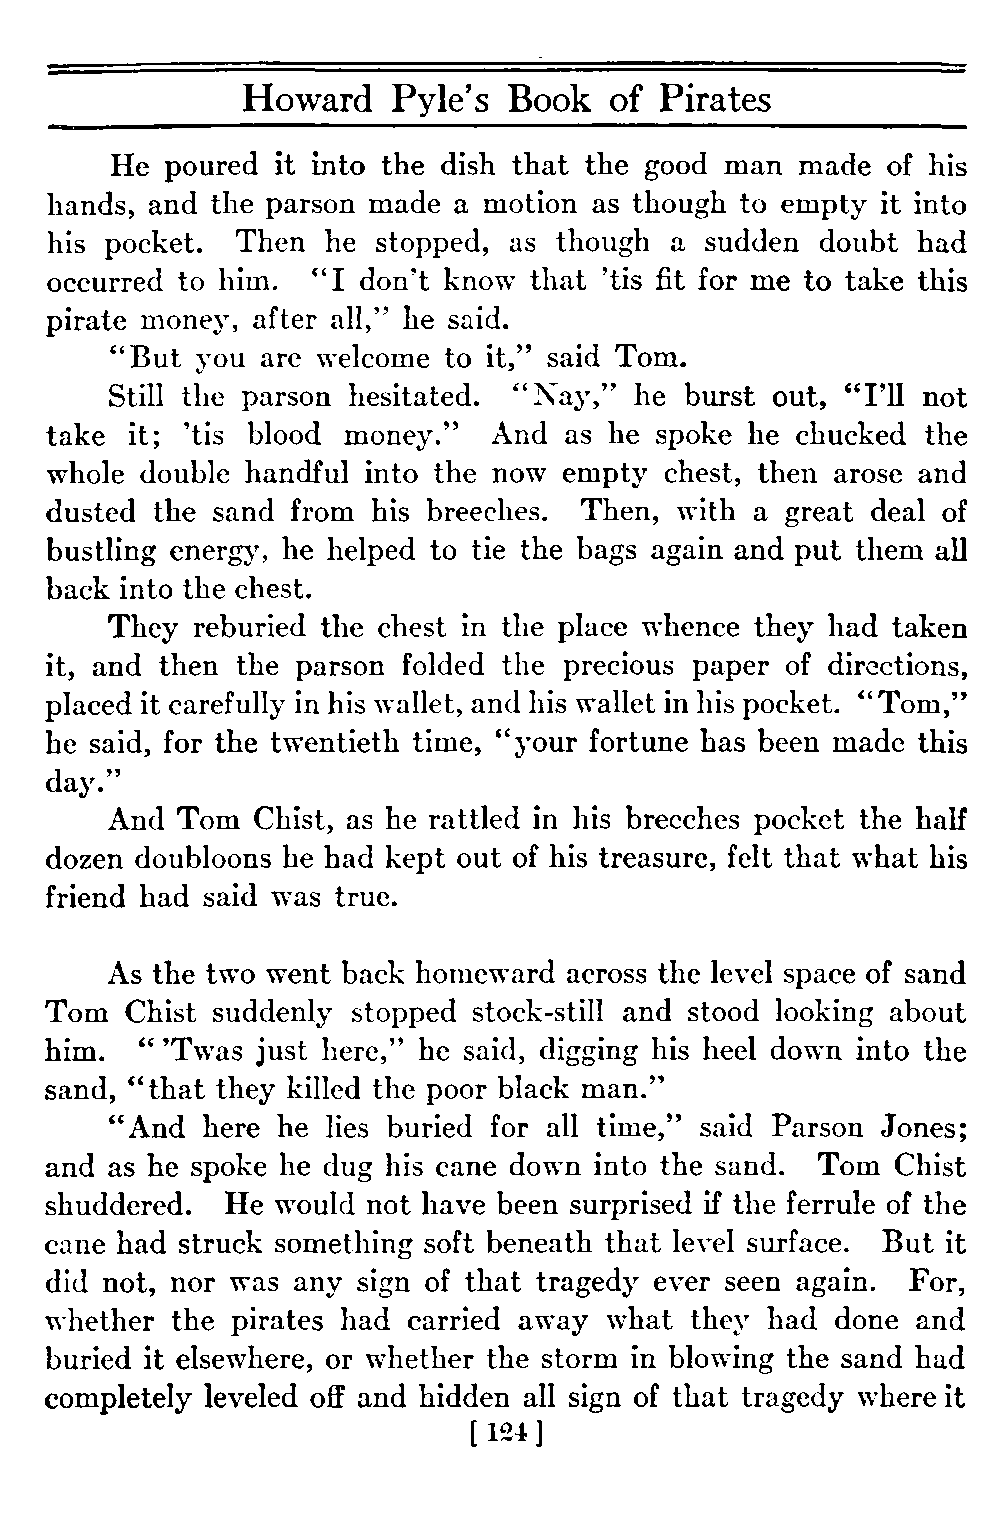 Howard Pyle's Book of Pirates
He poured it into the dish that the good man made of his
hands, and the parson made a motion as though to empty it into
his pocket. Then he stopped, as though a sudden doubt had
occurred to him. "I don't know that 'tis fit for me to take this
pirate money, after all," he said.
"But you are welcome to it," said Tom.
Still the parson hesitated. "Nay," he burst out, "I'll not
take it; 'tis blood money." And as he spoke he chucked the
whole double handful into the now empty chest, then arose and
dusted the sand from his breeches. Then, with a great deal of
bustling energy, he helped to tie the bags again and put them all
back into the chest.
They reburied the chest in the place whence they had taken
it, and then the parson folded the precious paper of directions,
placed it carefully in his wallet, and his wallet in his pocket. "Tom,"
he said, for the twentieth time, "your fortune has been made this
day."
And Tom Chist, as he rattled in his breeches pocket the half
dozen doubloons he had kept out of his treasure, felt that what his
friend had said was true.
As the two went back homeward across the level space of sand
Tom Chist suddenly stopped stock-still and stood looking about
him. "'Twas just here," he said, digging his heel down into the
sand, "that they killed the poor black man."
"And here he lies buried for all time," said Parson Jones;
and as he spoke he dug his cane down into the sand. Tom Chist
shuddered. He would not have been surprised if the ferrule of the
cane had struck something soft beneath that level surface. But it
did not, nor was any sign of that tragedy ever seen again. For,
whether the pirates had carried away what they had done and
buried it elsewhere, or whether the storm in blowing the sand had
completely leveled off and hidden all sign of that tragedy where it
[ 124 ]